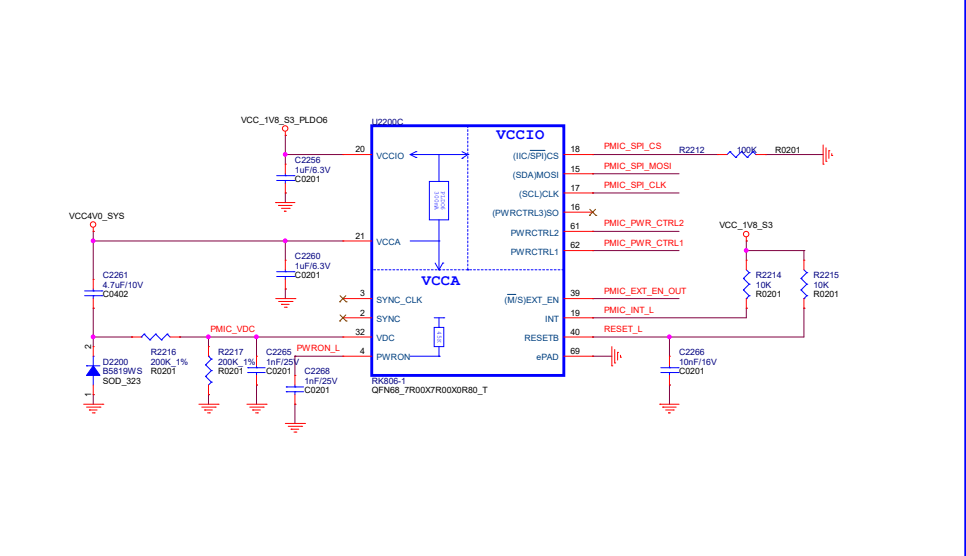 VCC_1V8_S3_PLDO6
U2200C
VCCIO
20
VCCIO
C2256
1uF/6.3V
C0201
(IIC/SPI)CS
18
PMIC_SPI_CS
R2212
100K
R0201
(SDA)MOSI
15
PMIC_SPI_MOSI
(SCL)CLK
17
PMIC_SPI_CLK
(PWRCTRL3)SO
16
PWRCTRL2
61
PMIC_PWR_CTRL2
PWRCTRL1
62
PMIC_PWR_CTRL1
VCC4V0_SYS
21
VCCA
VCC_1V8_S3
C2261
4.7uF/10V
C0402
C2260
1uF/6.3V
C0201
VCCA
R2214
10K
R0201
R2215
10K
R0201
3
SYNC_CLK
2
SYNC
(M/S)EXT_EN
39
PMIC_EXT_EN_OUT
INT
19
PMIC_INT_L
PMIC_VDC
32
VDC
RESETB
40
RESET_L
PWRON_L
4
PWRON
ePAD
69
2
D2200
B5819WS
SOD_323
1
R2216
200K_1%
R0201
R2217
200K_1%
R0201
C2265
1nF/25V
C0201
C2268
1nF/25V
C0201
C2266
10nF/16V
C0201
RK806-1
QFN68_7R00X7R00X0R80_T